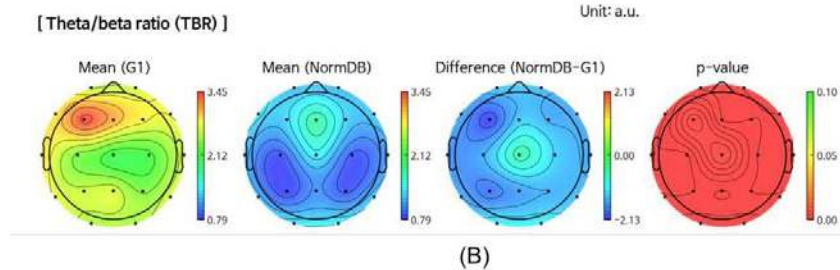 Unit: a.u.
[ Theta/beta ratio (TBR) ]
Mean (G1)
Mean (NormDB)
Difference (NormDB-G1)
p-value
3.45
2.12
0.79
3.45
2.12
0.79
2.13
0.00
-2.13
0.10
0.05
0.00
(B)